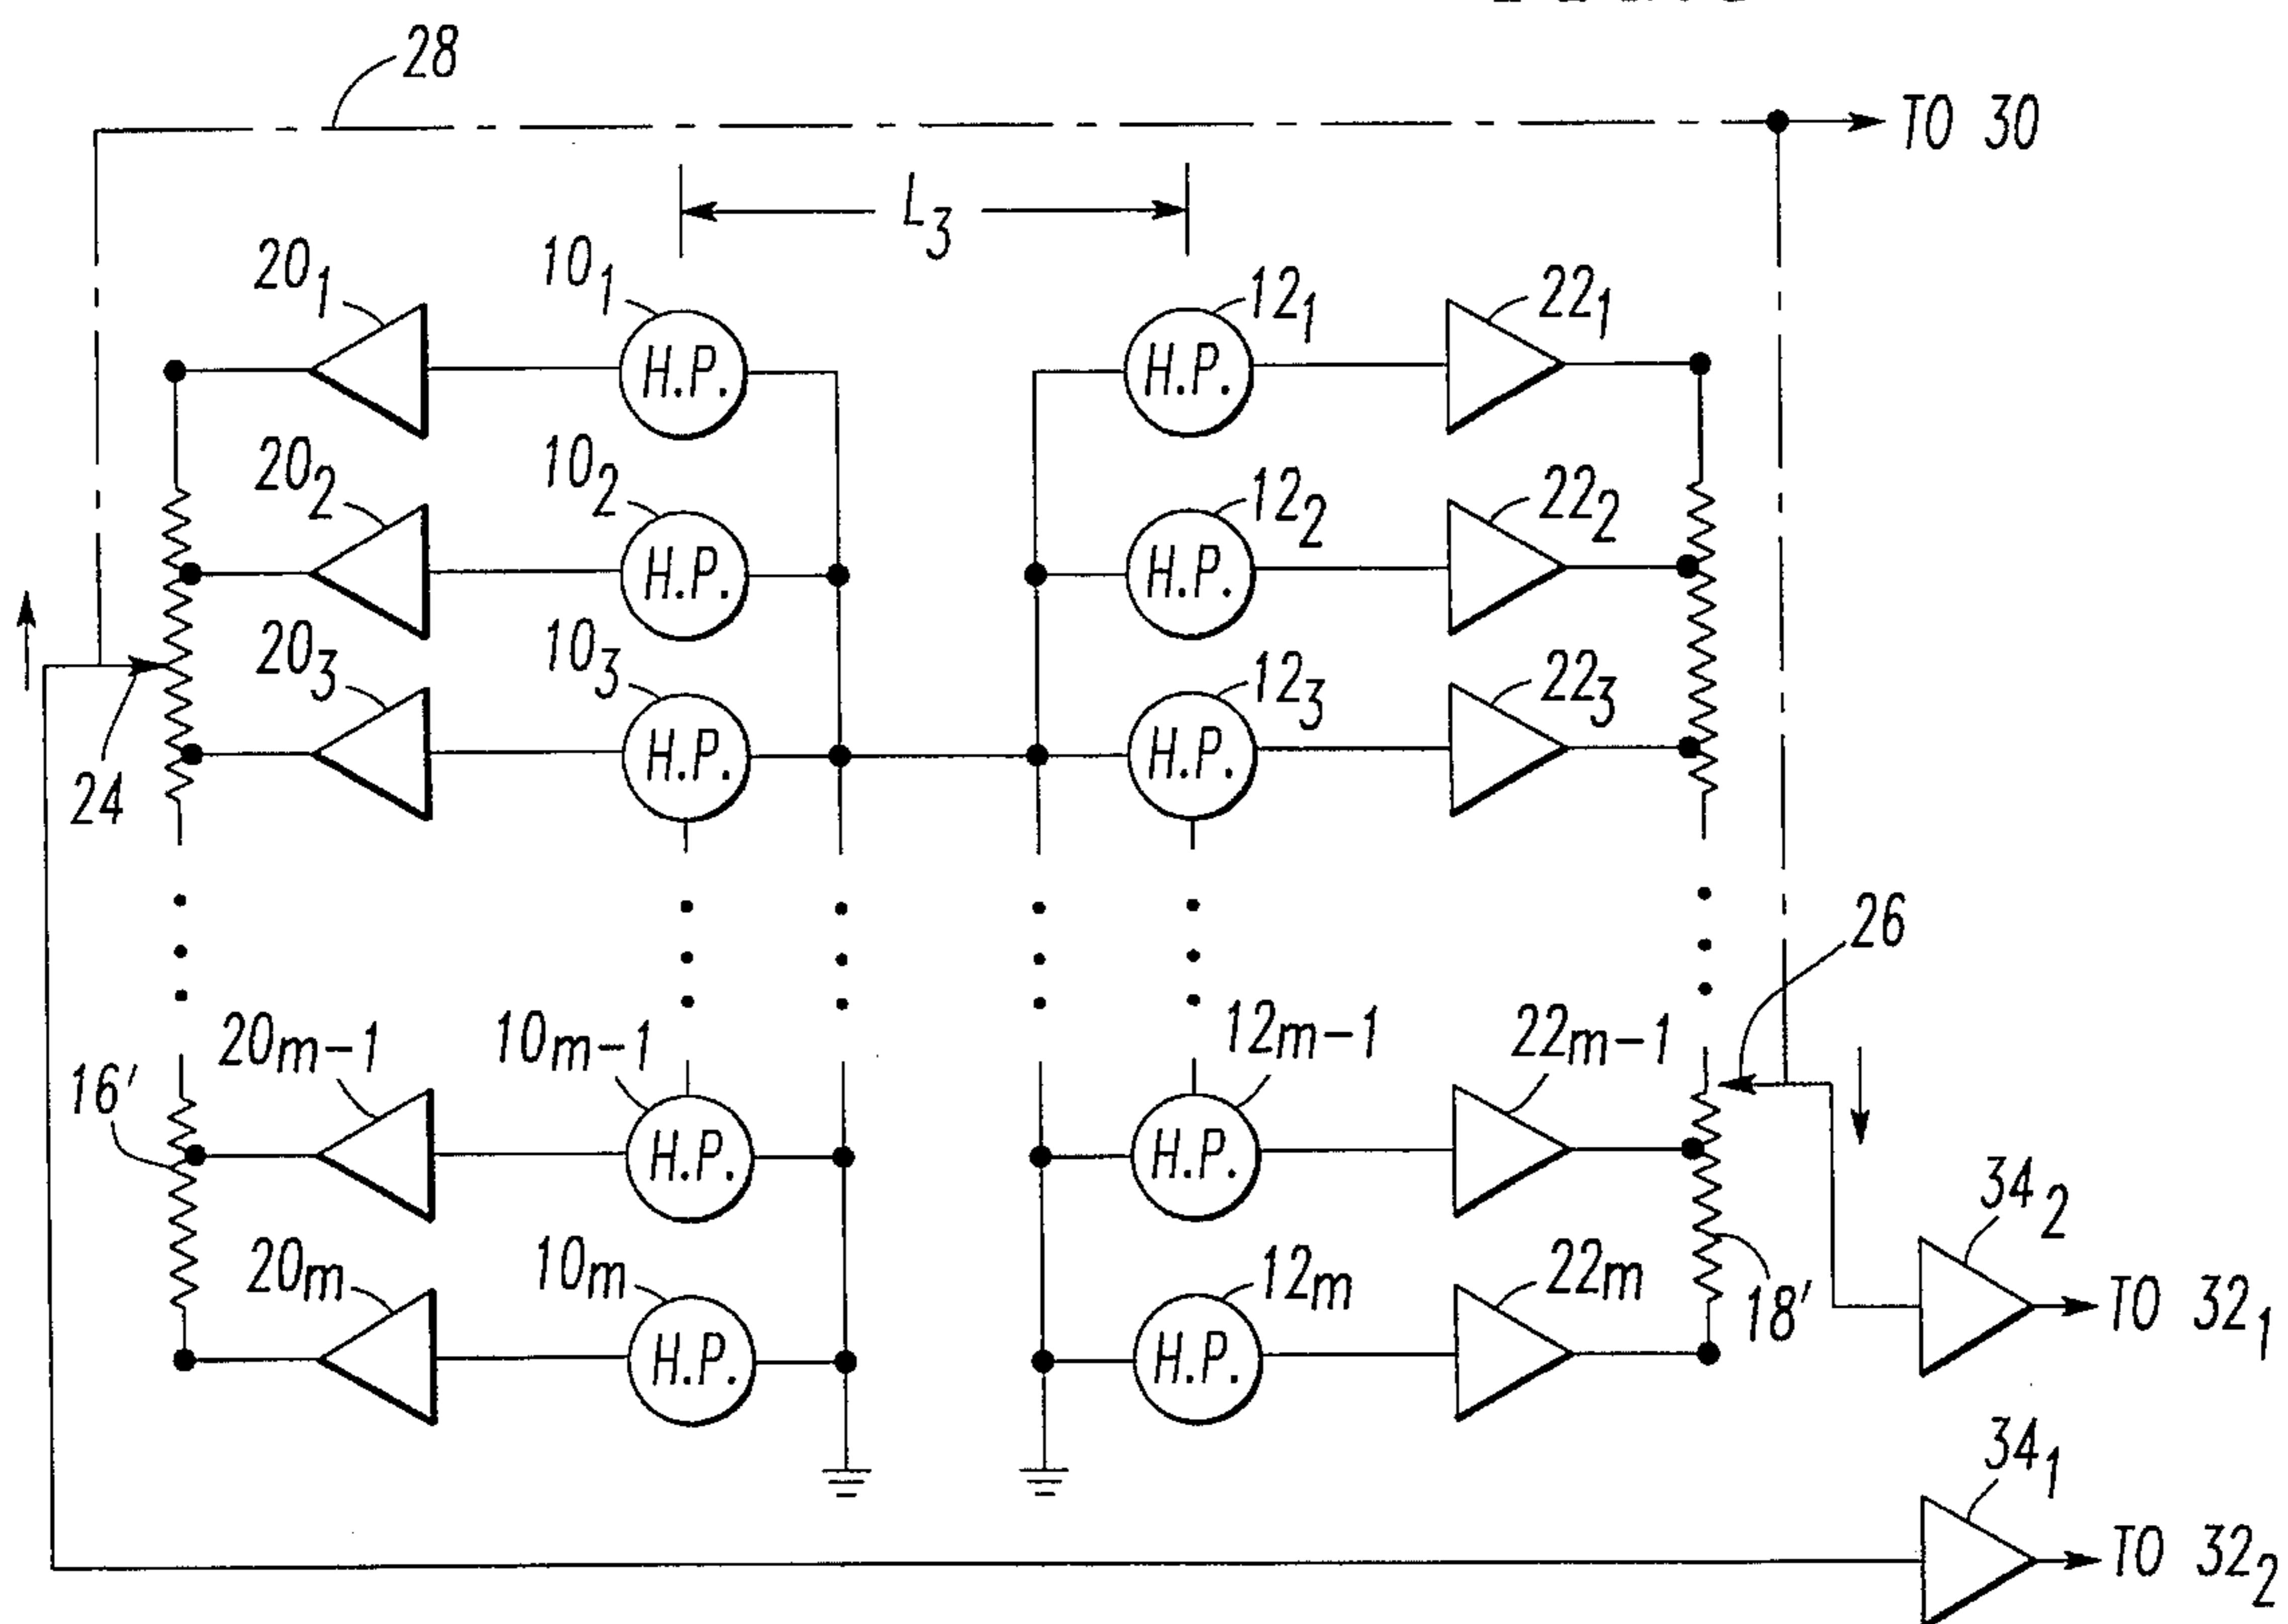 28
TO 30
L3
201
101
121
221
202
102
122
222
H.P.
H.P.
H.P.
H.P.
203
103
123
223
H.P.
H.P.
24
26
20m-1
10m-1
12m-1
22m-1
16'
H.P.
H.P.
342
20m
10m
12m
22m
18'
TO 321
H.P.
H.P.
341
TO 322